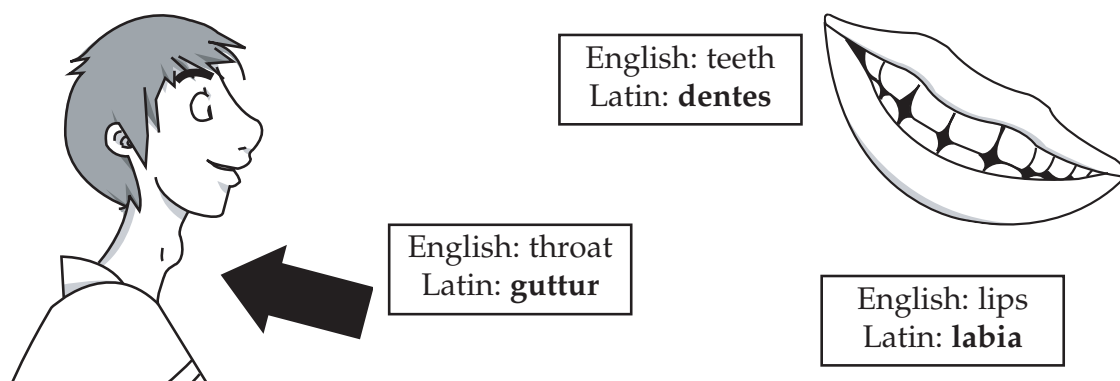 English: teeth
Latin: dentes
English: throat
Latin: guttur
English: lips
Latin: labia